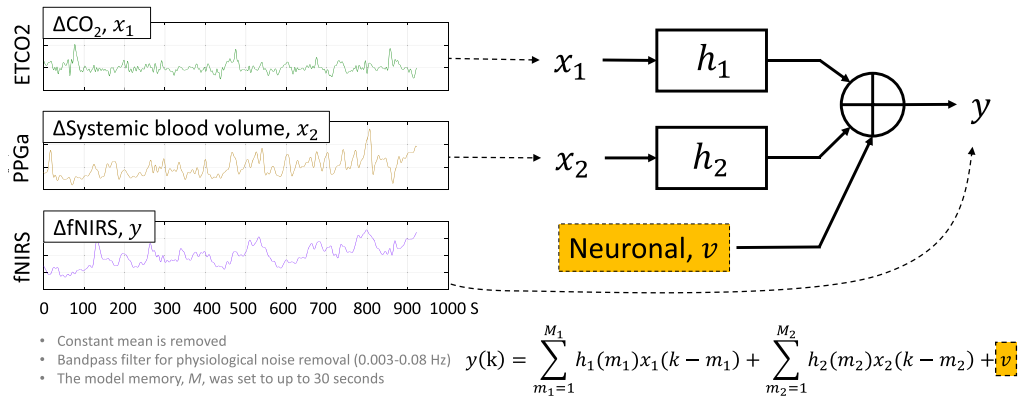 ΔCO₂, x₁
ETCO2
ΔSystemic blood volume, x₂
PPGa
ΔfNIRS, y
fNIRS
0 100 200 300 400 500 600 700 800 900 1000 S
x₁
h₁
x₂
h₂
y
Neuronal, v
• Constant mean is removed
• Bandpass filter for physiological noise removal (0.003-0.08 Hz)
• The model memory, M, was set to up to 30 seconds
y(k) = ∑_{m₁=1}^{M₁} h₁(m₁)x₁(k − m₁) + ∑_{m₂=1}^{M₂} h₂(m₂)x₂(k − m₂) + v